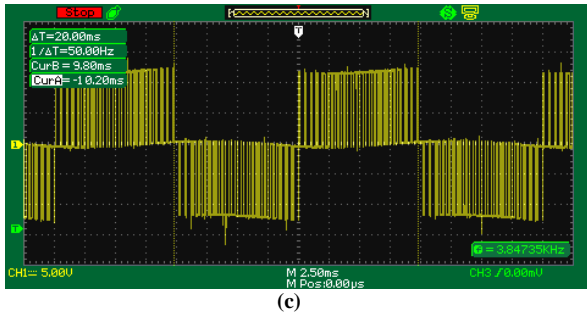 Stop
T
ΔT=20.00ms
1/ΔT=50.00Hz
CurB=9.80ms
CurA=-10.20ms
1
T
=3.84735KHz
CH1 5.00V
M 2.50ms
CH3 / 0.00mV
M Pos:0.00μs
(c)